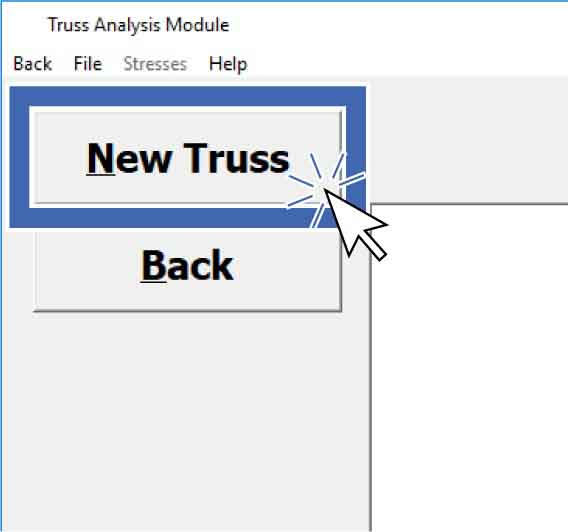 Truss Analysis Module
Back File Stresses Help
New Truss
Back